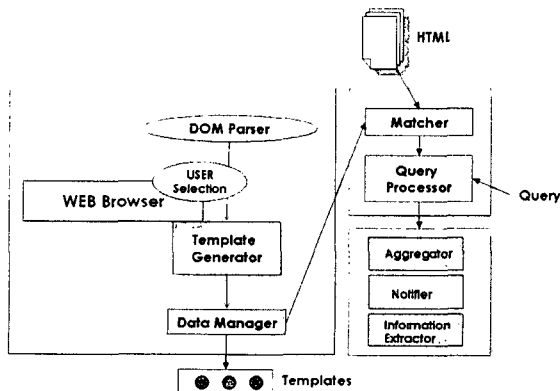 HTML
DOM Parser
Matcher
USER
Selection
WEB Browser
Query
Processor
Query
Template
Generator
Aggregator
Notifier
Data Manager
Information
Extractor
Templates